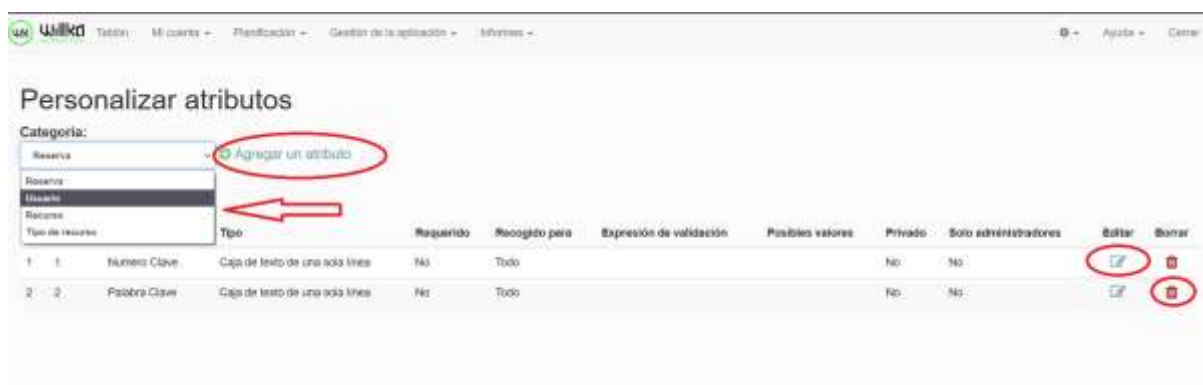 WK Willka Tablón Mi cuenta Planificación Gestión de la aplicación Informes Ayuda Cerrar
Personalizar atributos
Categoría:
Reserva Agregar un atributo
Reserva
Usuario
Recurso
Tipo de recurso
Tipo Requerido Recogido para Expresión de validación Posibles valores Privado Solo administradores Editar Borrar
1 1 Numero Clave Caja de texto de una sola línea No Todo No No
2 2 Palabra Clave Caja de texto de una sola línea No Todo No No